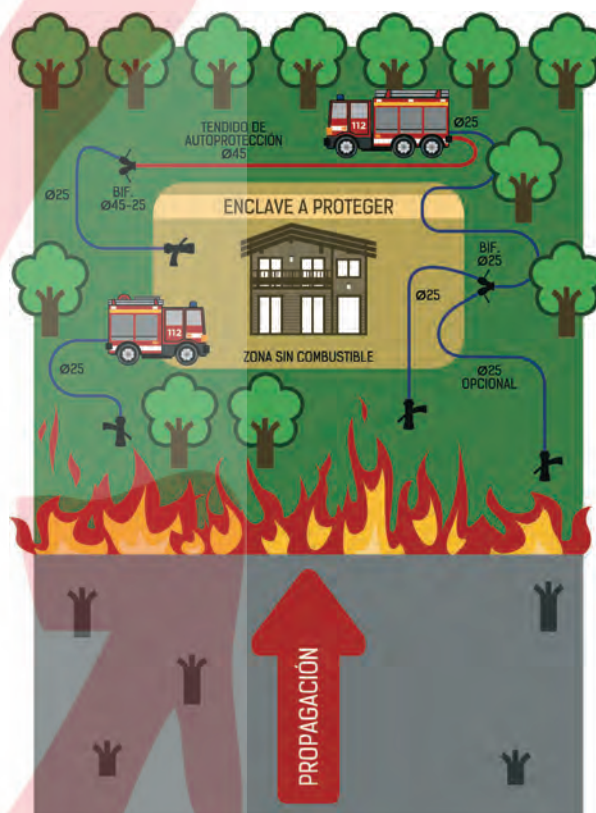 112
Ø25
TENDIDO DE
AUTOPROTECCIÓN
Ø45
BIF.
Ø45-25
Ø25
ENCLAVE A PROTEGER
BIF.
Ø25
Ø25
112
ZONA SIN COMBUSTIBLE
Ø25
Ø25
OPCIONAL
PROPAGACIÓN